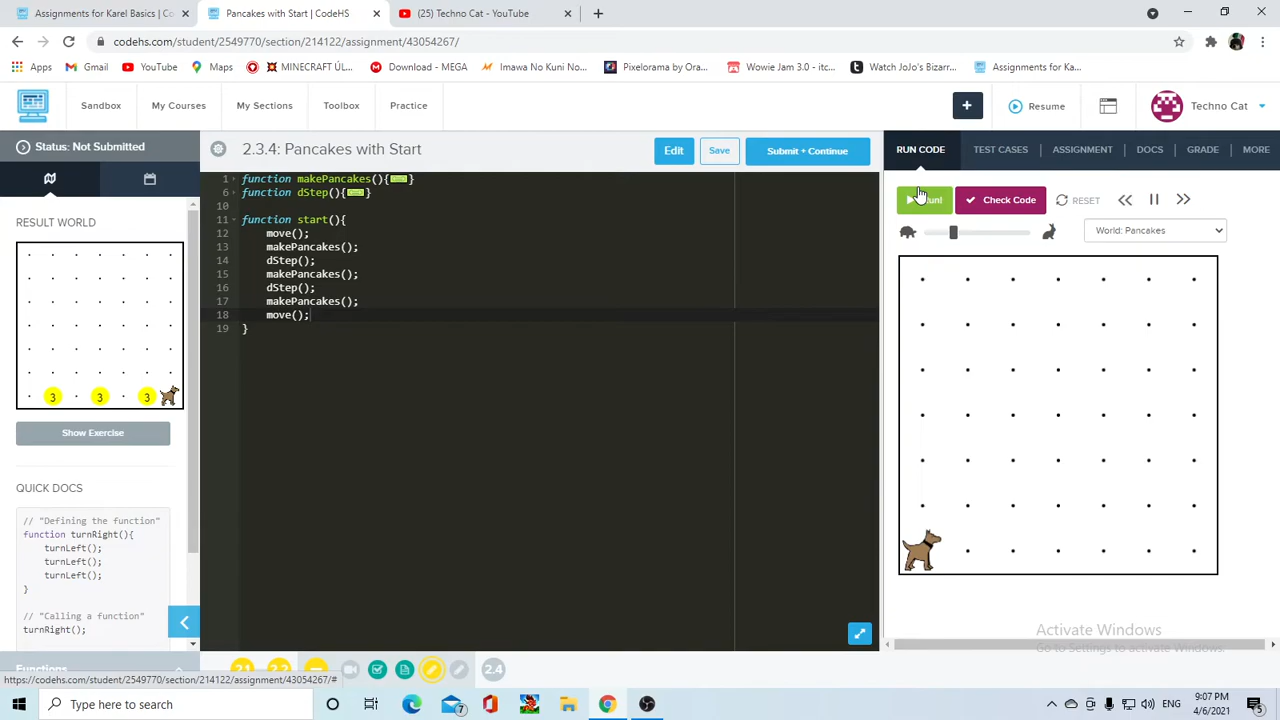 Assignments for Karel Basics | C
Pancakes with Start | CodeHS
(25) Techno Cat - YouTube
codehs.com/student/2549770/section/214122/assignment/43054267/
Apps
Gmail
YouTube
Maps
MINECRAFT ÚL...
Download - MEGA
Imawa No Kuni No...
Pixelorama by Ora...
Wowie Jam 3.0 - itc...
Watch JoJo's Bizarr...
Assignments for Ka...
Sandbox
My Courses
My Sections
Toolbox
Practice
Resume
Techno Cat
Status: Not Submitted
2.3.4: Pancakes with Start
Edit
Save
Submit + Continue
RUN CODE
TEST CASES
ASSIGNMENT
DOCS
GRADE
MORE
Check Code
RESET
World: Pancakes
RESULT WORLD
3 3 3
Show Exercise
QUICK DOCS
// "Defining the function"
function turnRight(){
turnLeft();
turnLeft();
turnLeft();
}
// "Calling a function"
turnRight();
Functions
1 function makePancakes(){}
6 function dStep(){}
10
11 function start(){
12 move();
13 makePancakes();
14 dStep();
15 makePancakes();
16 dStep();
17 makePancakes();
18 move();
19 }
Activate Windows
Go to Settings to activate Windows.
2.1 2.2 2.4
https://codehs.com/student/2549770/section/214122/assignment/43054267/#
Type here to search
7
ENG
9:07 PM
4/6/2021
5